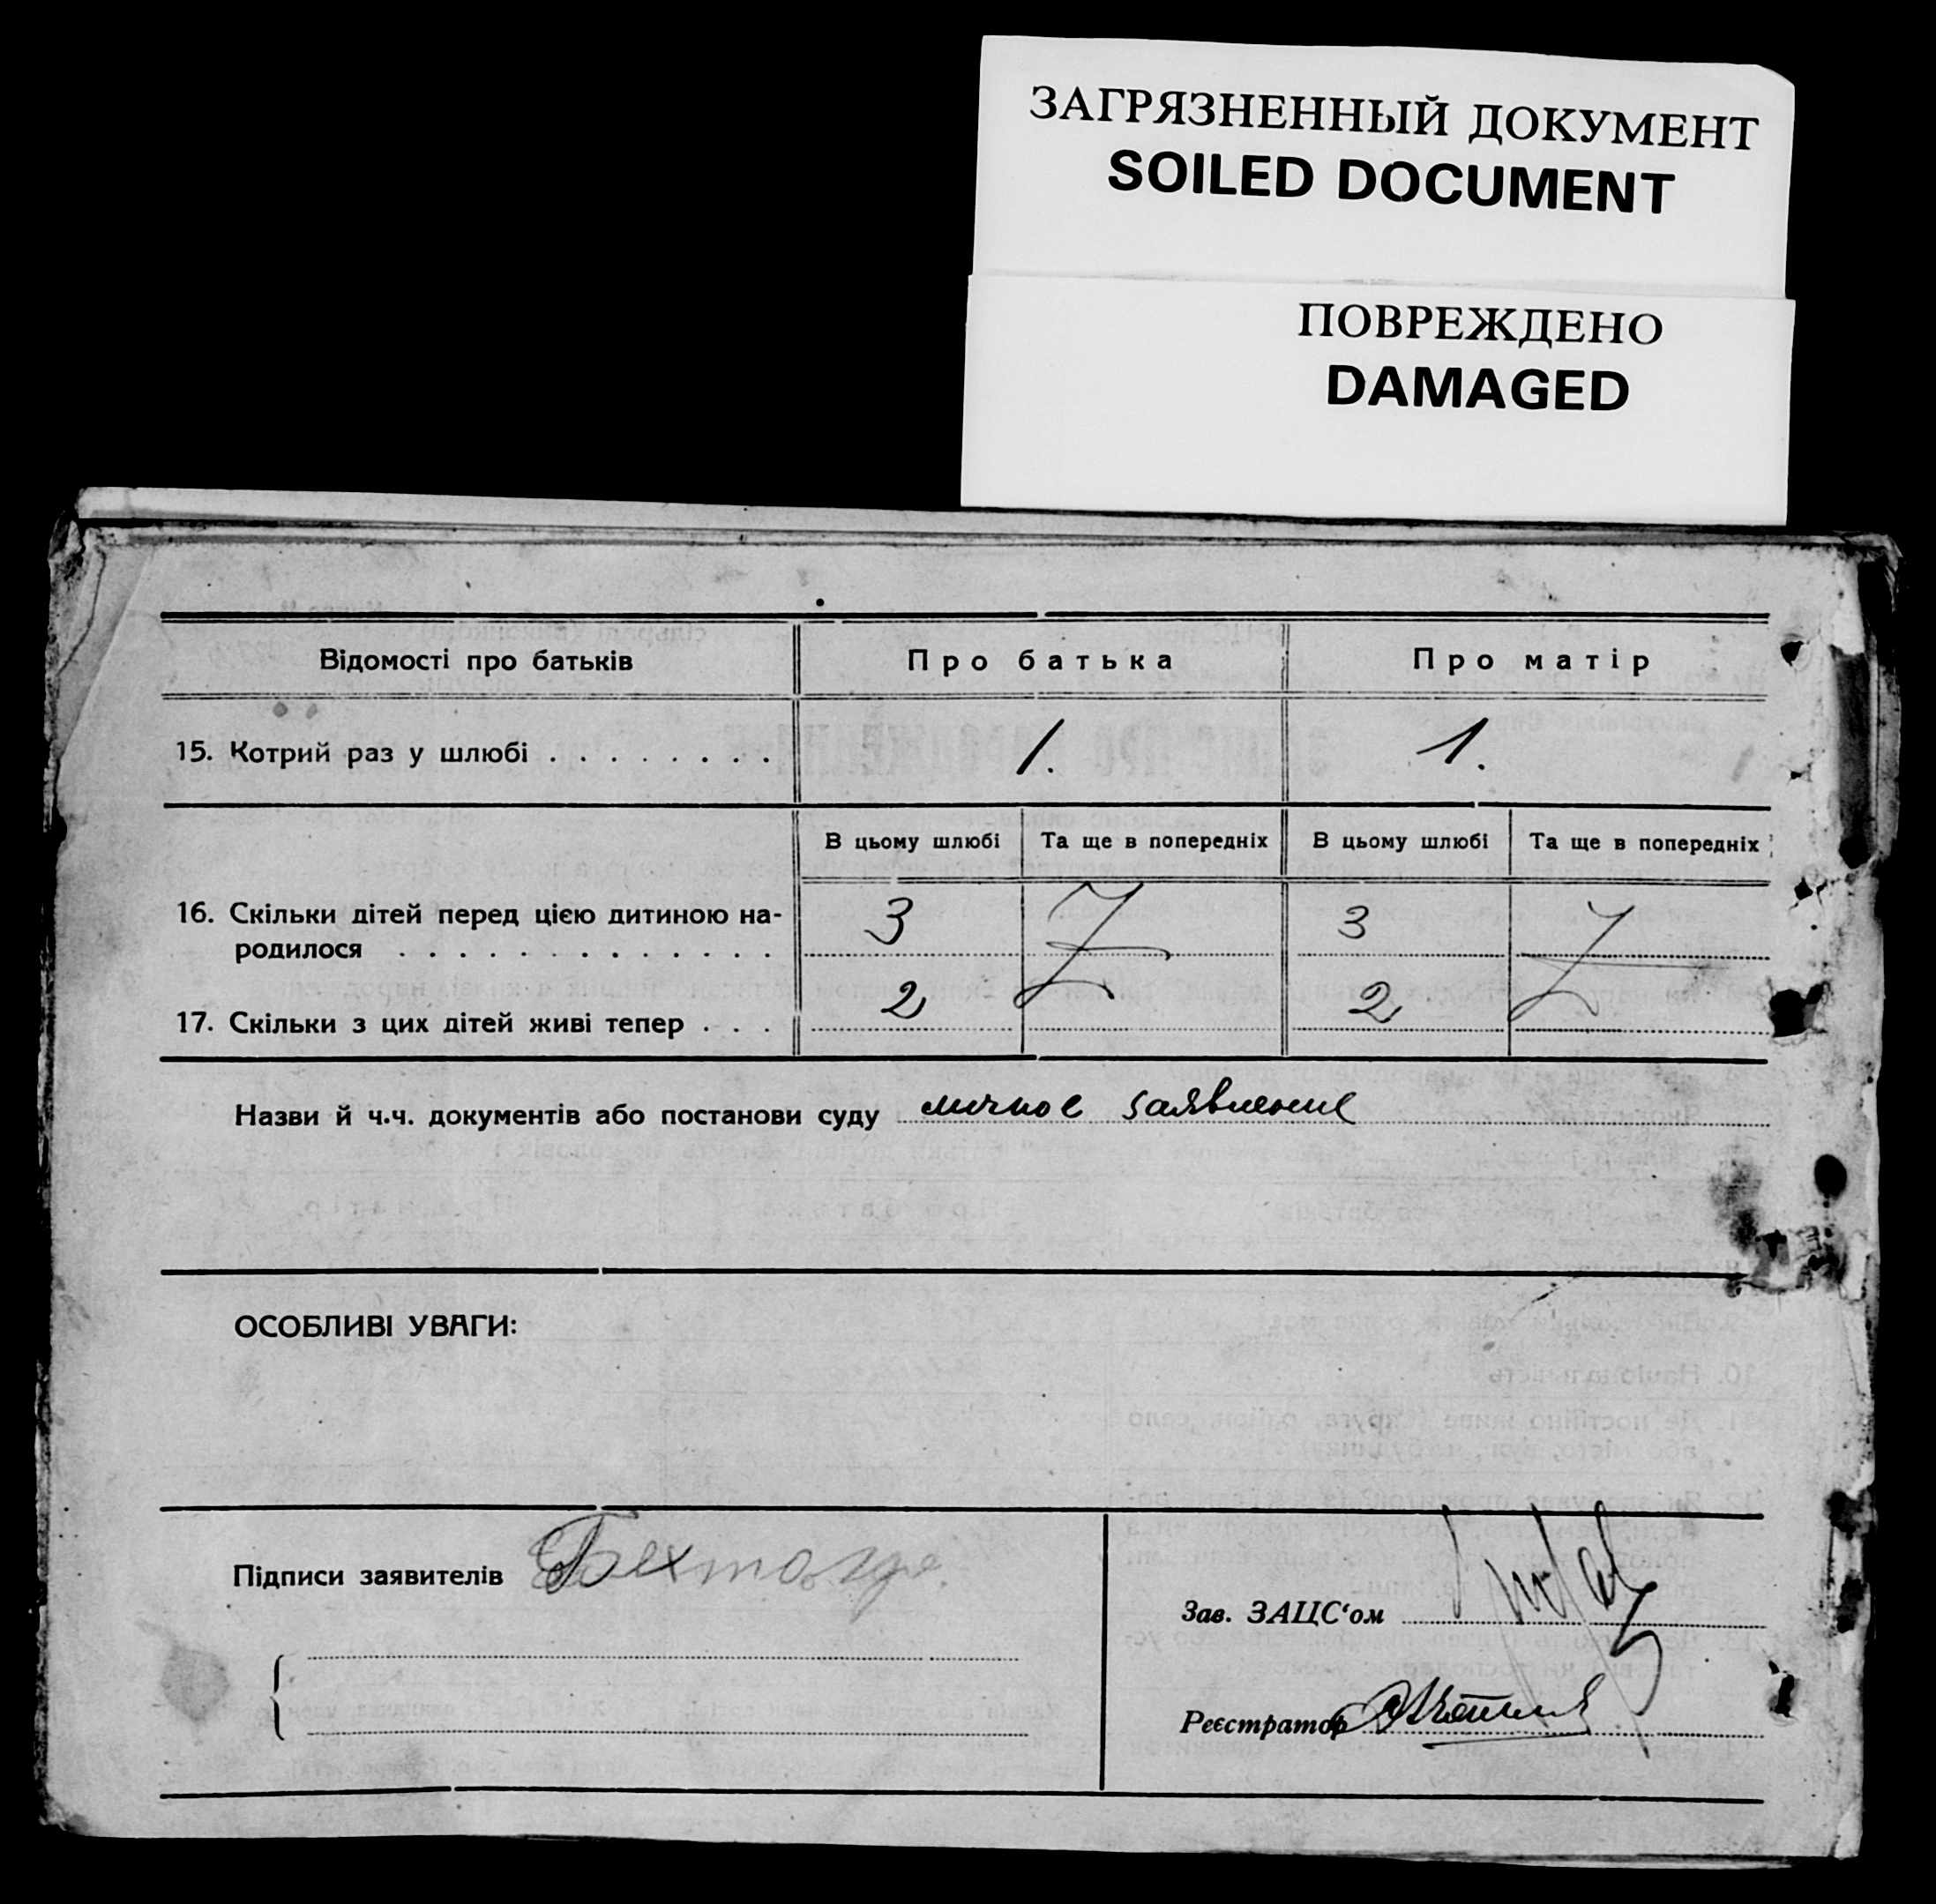 ЗАГРЯЗНЕННЫЙ ДОКУМЕНТ
SOILED DOCUMENT
ПОВРЕЖДЕНО
DAMAGED
Відомості про батьків Про батька Про матір
15. Котрий раз у шлюбі . . . . . . . . 1. 1.
В цьому шлюбі Та ще в попередніх В цьому шлюбі Та ще в попередніх
16. Скільки дітей перед цією дитиною на-
родилося . . . . . . . . . . . . . 3 3
17. Скільки з цих дітей живі тепер . . . 2 2
Назви й ч.ч. документів або постанови суду личное заявление
ОСОБЛИВІ УВАГИ:
Підписи заявителів
Зав. ЗАЦС'ом
Реєстратор